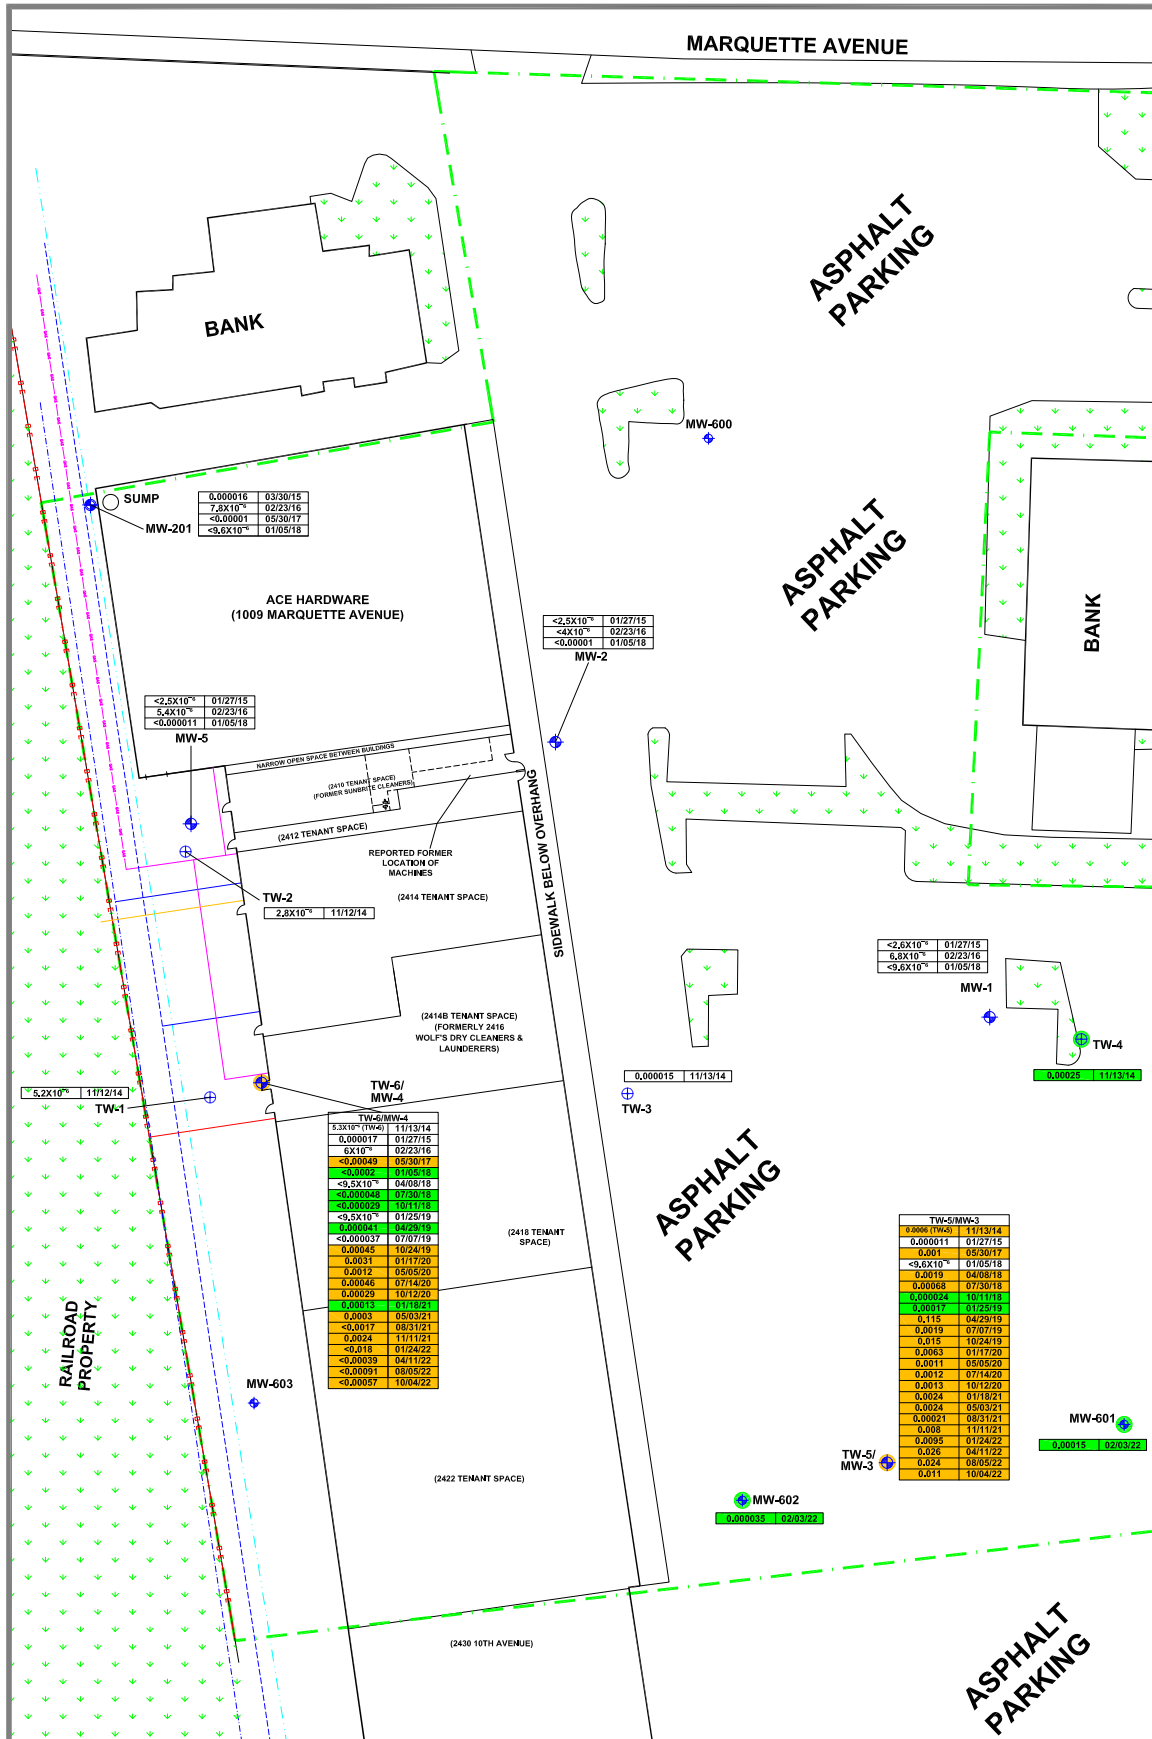 MARQUETTE AVENUE
ASPHALT
PARKING
BANK
MW-600
SUMP
MW-201
0.000016 03/30/15
7.8X10⁻⁶ 02/23/16
<0.00001 05/30/17
<9.6X10⁻⁶ 01/05/18
ASPHALT
PARKING
BANK
ACE HARDWARE
(1009 MARQUETTE AVENUE)
<2.5X10⁻⁶ 01/27/15
<4X10⁻⁶ 02/23/16
<0.00001 01/05/18
MW-2
<2.5X10⁻⁶ 01/27/15
5.4X10⁻⁶ 02/23/16
<0.000011 01/05/18
MW-5
NARROW OPEN SPACE BETWEEN BUILDINGS
(2410 TENANT SPACE)
(FORMER SUNBRITE CLEANERS)
(2412 TENANT SPACE)
REPORTED FORMER
LOCATION OF
MACHINES
SIDEWALK BELOW OVERHANG
TW-2
2.8X10⁻⁶ 11/12/14
(2414 TENANT SPACE)
<2.6X10⁻⁶ 01/27/15
6.8X10⁻⁶ 02/23/16
<9.6X10⁻⁶ 01/05/18
MW-1
(2414B TENANT SPACE)
(FORMERLY 2416
WOLF'S DRY CLEANERS &
LAUNDERERS)
TW-4
0.00025 11/13/14
0.000015 11/13/14
TW-3
5.2X10⁻⁶ 11/12/14
TW-1
TW-6/
MW-4
TW-6/MW-4
5.3X10⁻⁶ (TW-6) 11/13/14
0.000017 01/27/15
6X10⁻⁶ 02/23/16
<0.00049 05/30/17
<0.0002 01/05/18
<9.5X10⁻⁶ 04/08/18
<0.000048 07/30/18
<0.000029 10/11/18
<9.5X10⁻⁶ 01/25/19
0.000041 04/29/19
<0.000037 07/07/19
0.00045 10/24/19
0.0031 01/17/20
0.0012 05/05/20
0.00046 07/14/20
0.00029 10/12/20
0.00013 01/18/21
0.0003 05/03/21
<0.0017 08/31/21
0.0024 11/11/21
<0.018 01/24/22
<0.00039 04/11/22
<0.00091 08/05/22
<0.00057 10/04/22
ASPHALT
PARKING
(2418 TENANT
SPACE)
TW-5/MW-3
0.0006 (TW-5) 11/13/14
0.000011 01/27/15
0.001 05/30/17
<9.6X10⁻⁶ 01/05/18
0.0019 04/08/18
0.00068 07/30/18
0.000024 10/11/18
0.00017 01/25/19
0.115 04/29/19
0.0019 07/07/19
0.015 10/24/19
0.0063 01/17/20
0.0011 05/05/20
0.0012 07/14/20
0.0013 10/12/20
0.0024 01/18/21
0.0024 05/03/21
0.00021 08/31/21
0.008 11/11/21
0.0095 01/24/22
0.026 04/11/22
0.024 08/05/22
0.011 10/04/22
RAILROAD
PROPERTY
MW-603
MW-601
0.00015 02/03/22
TW-5/
MW-3
(2422 TENANT SPACE)
MW-602
0.000035 02/03/22
(2430 10TH AVENUE)
ASPHALT
PARKING